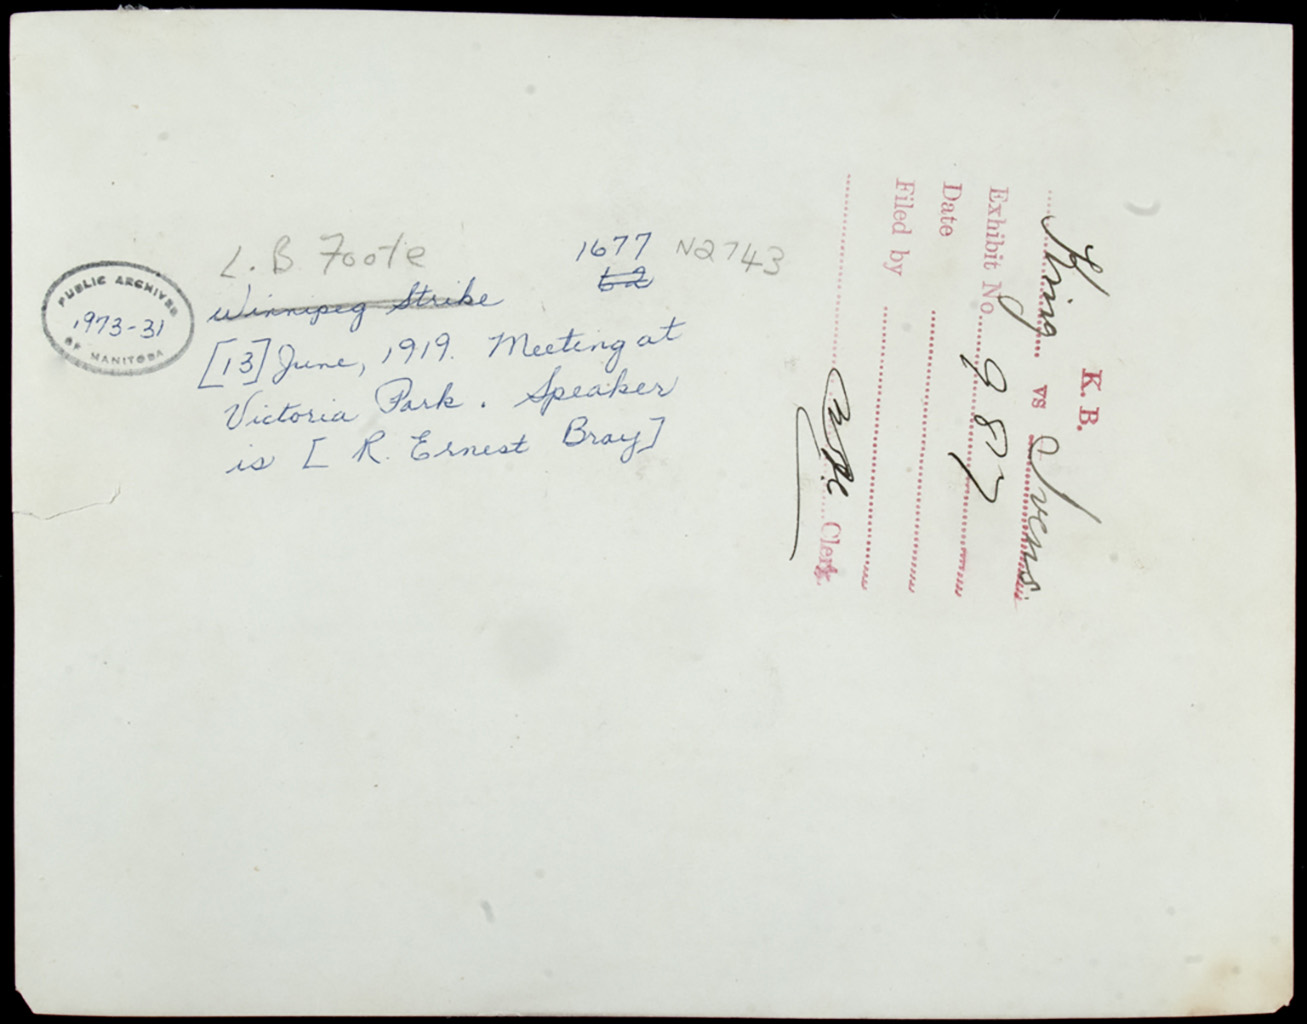 L. B Foote
1677 N2743
62
Winnipeg Strike
[13] June, 1919. Meeting at
Victoria Park. Speaker
is [R. Ernest Bray]
PUBLIC ARCHIVES
1973-31
OF MANITOBA
K. B.
King vs Ivens
Exhibit No. 987
Date
Filed by
Clerk